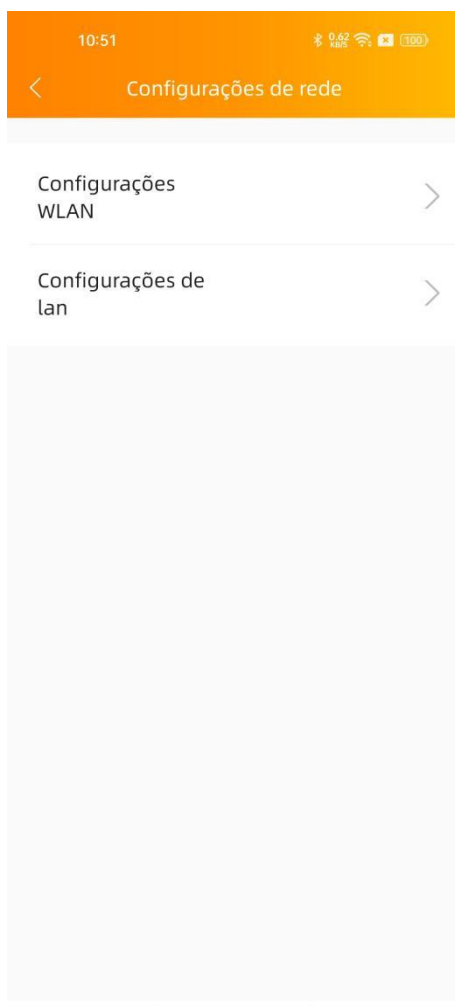 10:51
0.62 KB/S
100
Configurações de rede
Configurações
WLAN
Configurações de
lan